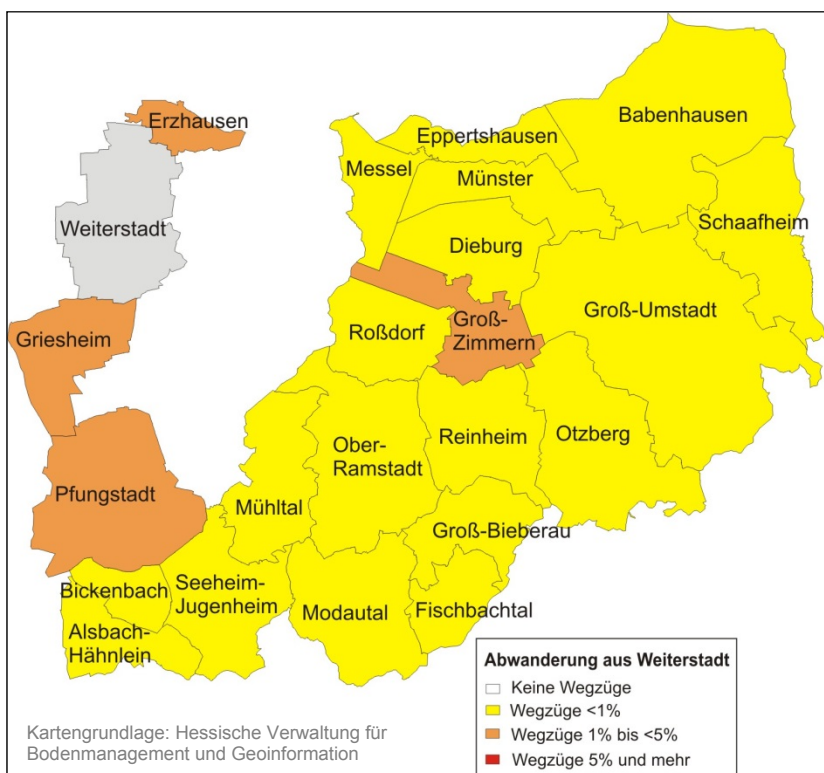 Erzhausen
Babenhausen
Eppertshausen
Messel
Münster
Schaafheim
Weiterstadt
Dieburg
Groß-Umstadt
Griesheim
Roßdorf
Groß-
Zimmern
Ober-
Ramstadt
Reinheim
Otzberg
Pfungstadt
Mühltal
Groß-Bieberau
Bickenbach
Seeheim-
Jugenheim
Modautal
Fischbachtal
Alsbach-
Hähnlein
Abwanderung aus Weiterstadt
Keine Wegzüge
Wegzüge <1%
Wegzüge 1% bis <5%
Wegzüge 5% und mehr
Kartengrundlage: Hessische Verwaltung für
Bodenmanagement und Geoinformation